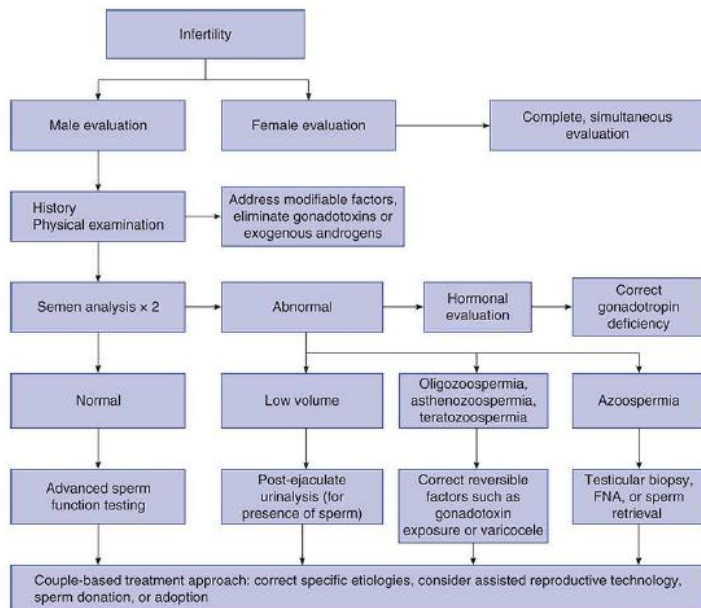 Infertility
Male evaluation
Female evaluation
Complete, simultaneous
evaluation
History
Physical examination
Address modifiable factors,
eliminate gonadotoxins or
exogenous androgens
Semen analysis × 2
Abnormal
Hormonal
evaluation
Correct
gonadotropin
deficiency
Normal
Low volume
Oligozoospermia,
asthenozoospermia,
teratozoospermia
Azoospermia
Advanced sperm
function testing
Post-ejaculate
urinalysis (for
presence of sperm)
Correct reversible
factors such as
gonadotoxin
exposure or varicocele
Testicular biopsy,
FNA, or sperm
retrieval
Couple-based treatment approach: correct specific etiologies, consider assisted reproductive technology,
sperm donation, or adoption